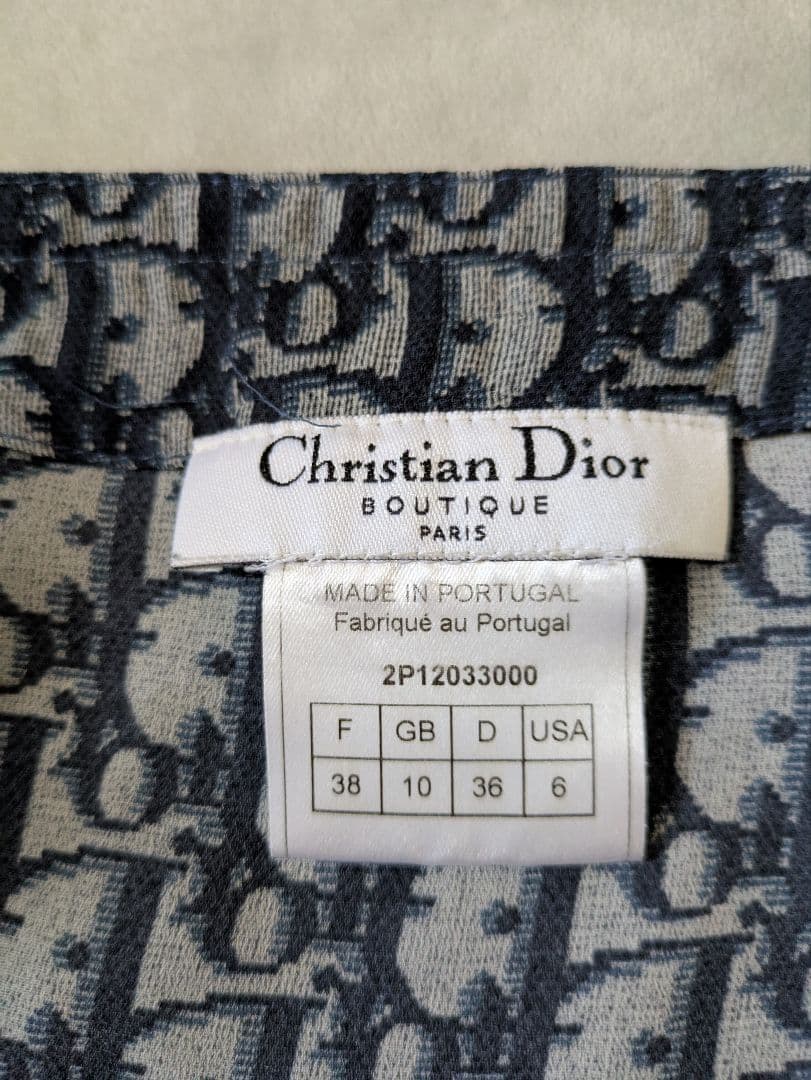 Christian Dior
BOUTIQUE
PARIS
MADE IN PORTUGAL
Fabriqué au Portugal
2P12033000
F GB D USA
38 10 36 6